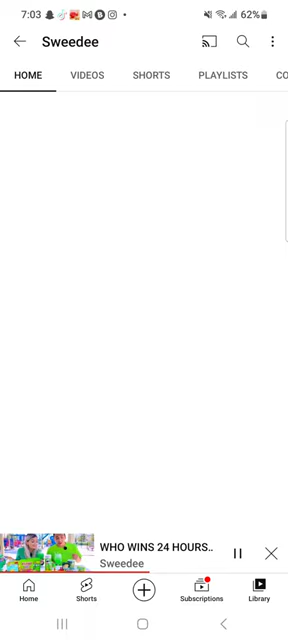 7:03 62%
Sweedee
HOME VIDEOS SHORTS PLAYLISTS CO
WHO WINS 24 HOURS..
Sweedee
Home Shorts Subscriptions Library